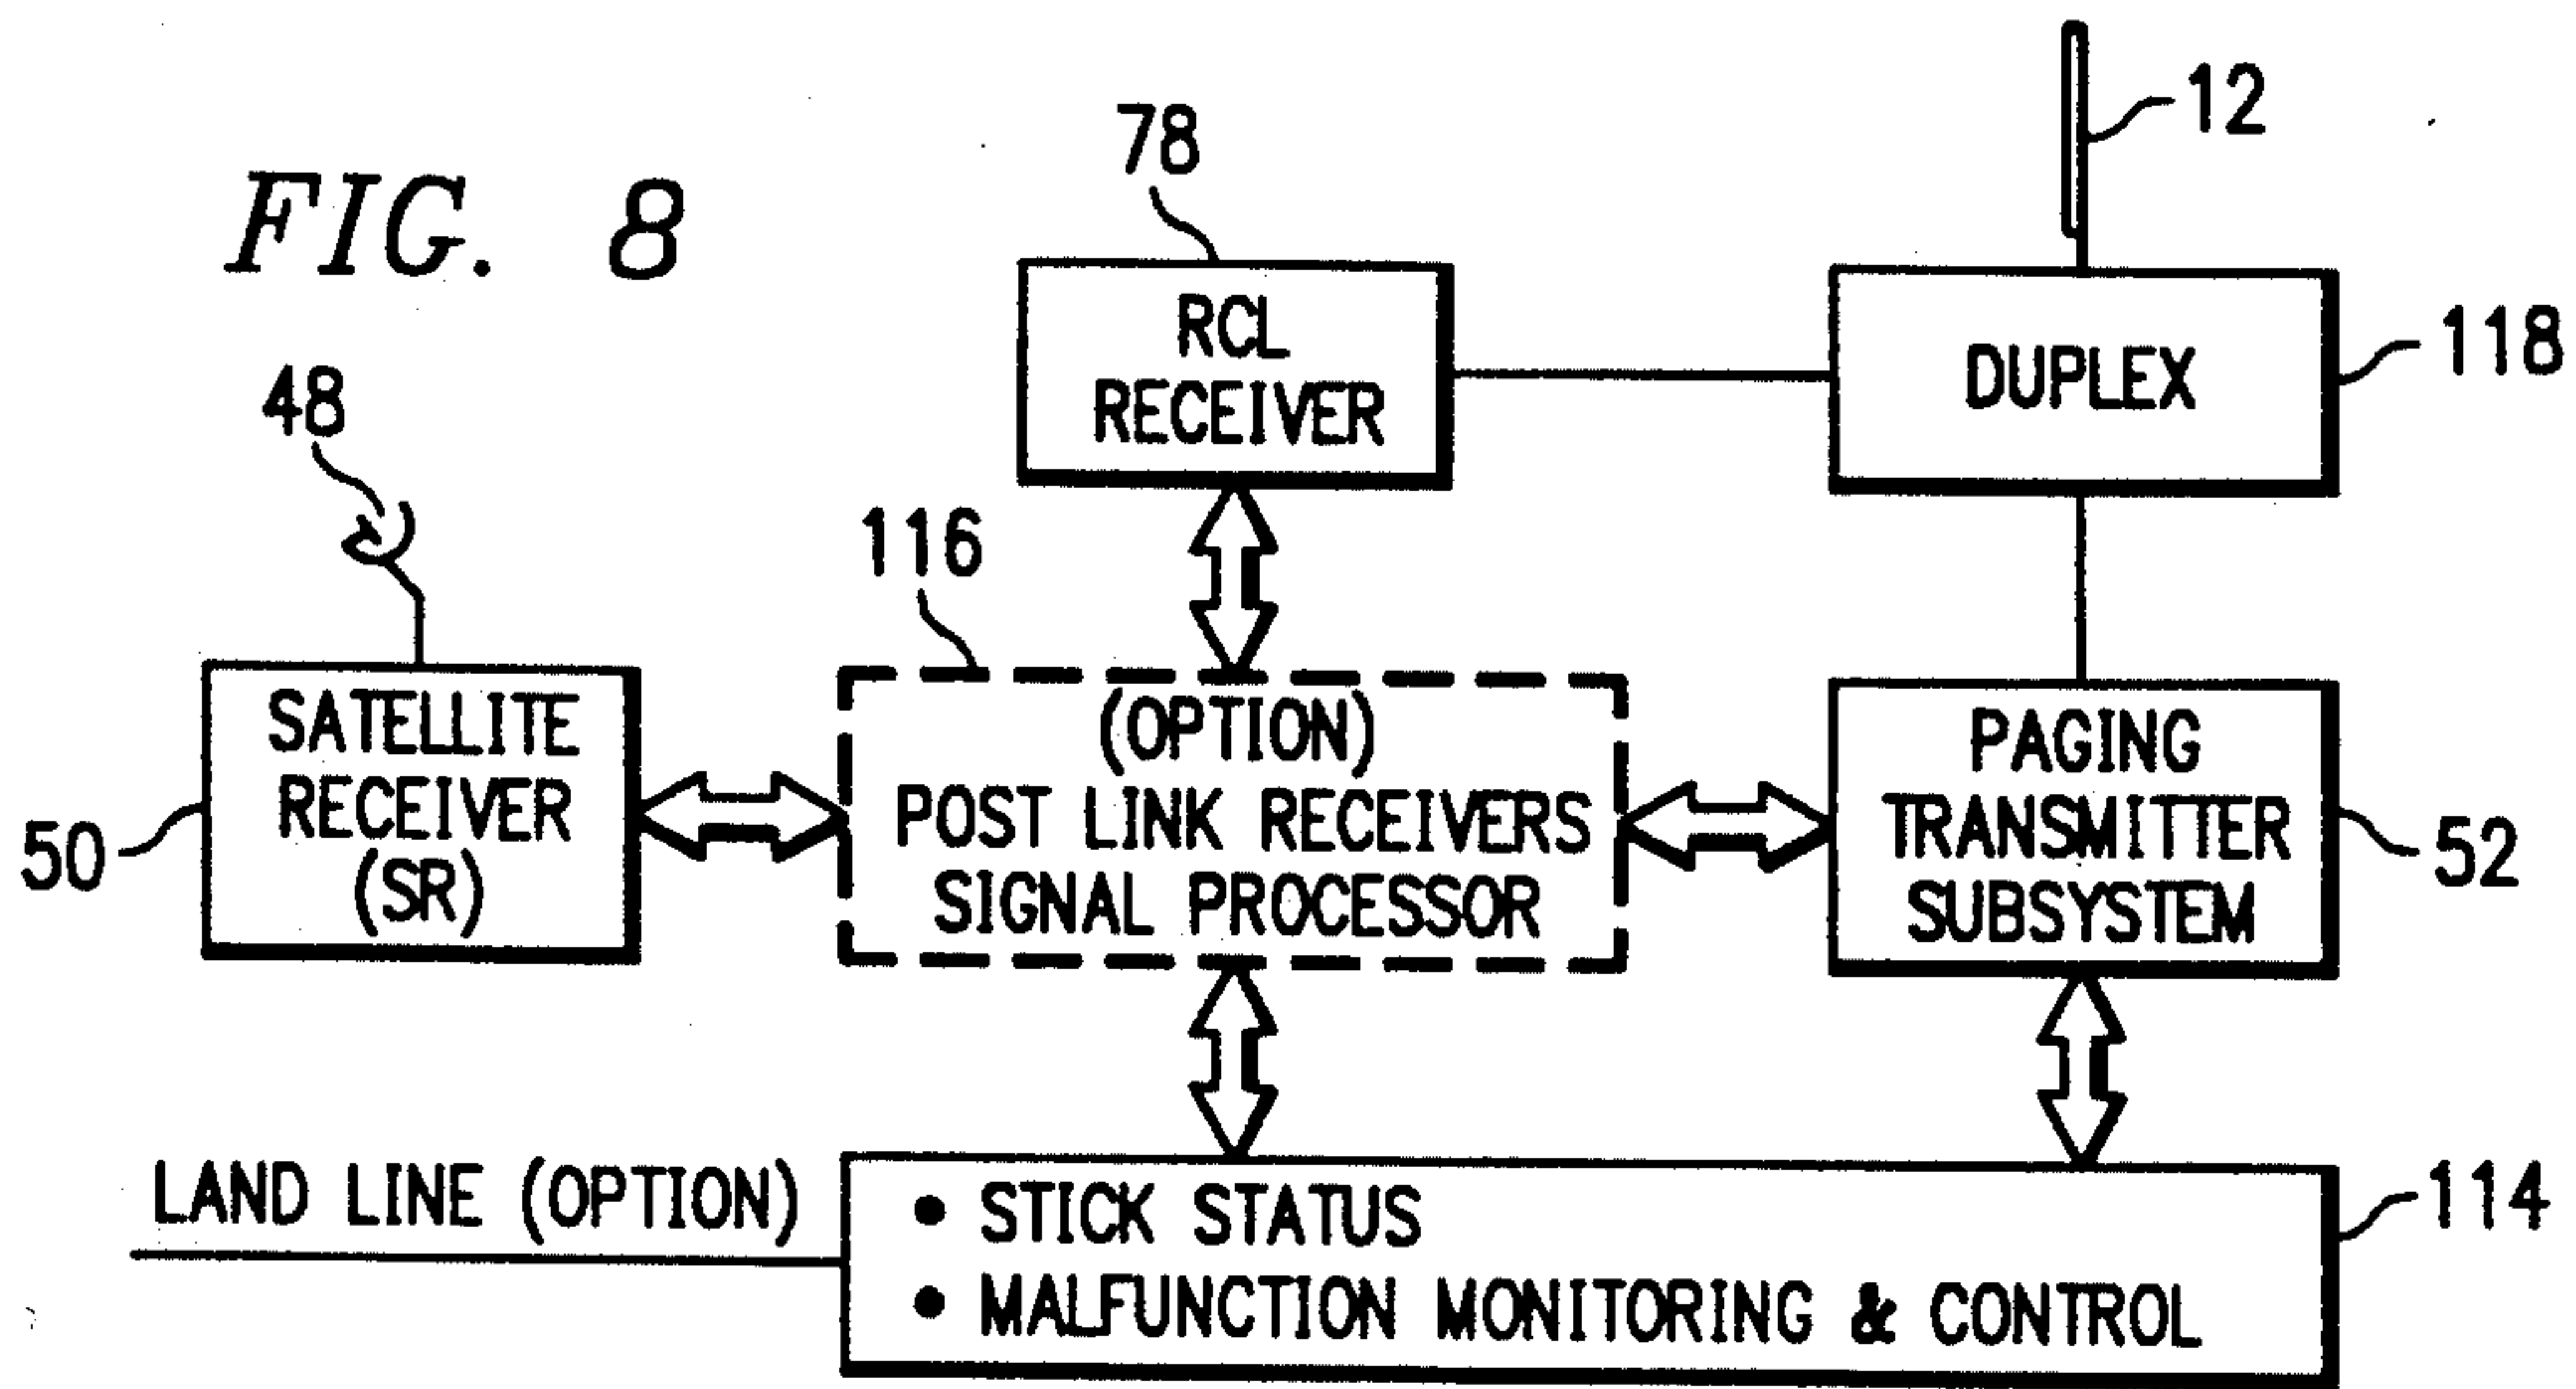 FIG. 8
12
78
RCL
RECEIVER
DUPLEX
118
48
116
SATELLITE
RECEIVER
(SR)
50
(OPTION)
POST LINK RECEIVERS
SIGNAL PROCESSOR
PAGING
TRANSMITTER
SUBSYSTEM
52
LAND LINE (OPTION)
• STICK STATUS
• MALFUNCTION MONITORING & CONTROL
114